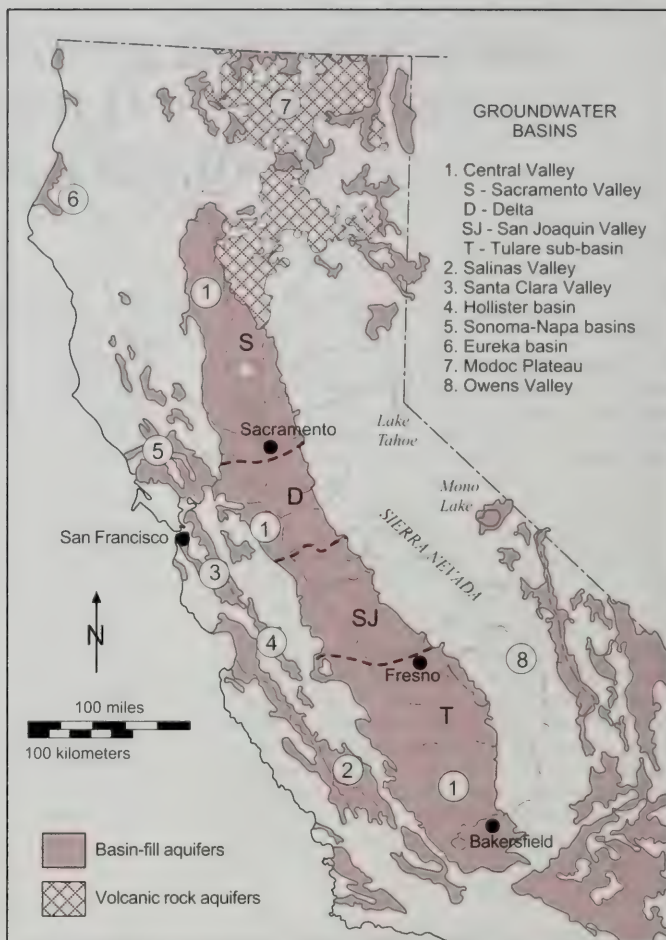 GROUNDWATER
BASINS
1. Central Valley
S - Sacramento Valley
D - Delta
SJ - San Joaquin Valley
T - Tulare sub-basin
2. Salinas Valley
3. Santa Clara Valley
4. Hollister basin
5. Sonoma-Napa basins
6. Eureka basin
7. Modoc Plateau
8. Owens Valley
7
6
1
S
Lake
Tahoe
Sacramento
5
D
Mono
Lake
San Francisco
1
SIERRA NEVADA
3
N
SJ
4
Fresno
8
100 miles
100 kilometers
T
2
1
Bakersfield
Basin-fill aquifers
Volcanic rock aquifers